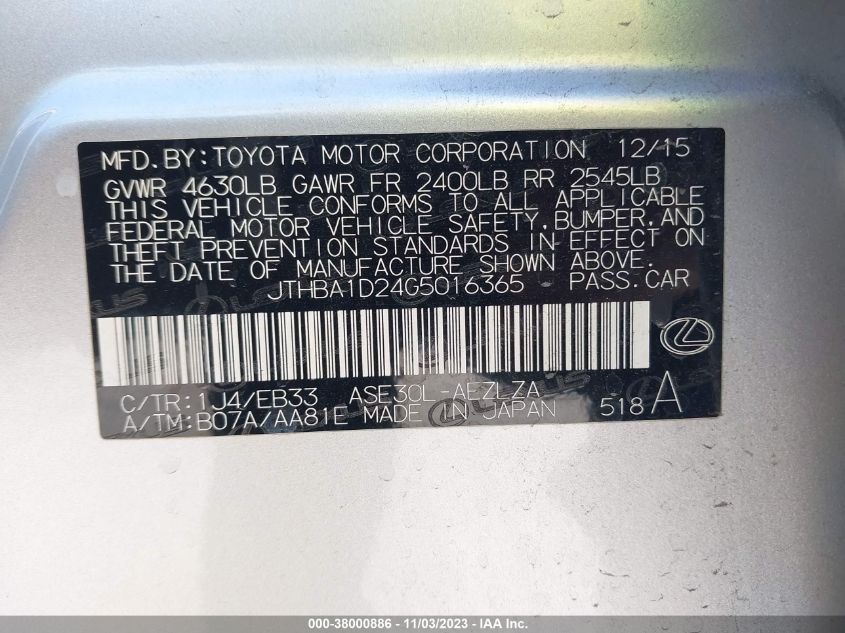 MFD.BY:TOYOTA MOTOR CORPORATION 12/15
GVWR 4630LB GAWR FR 2400LB RR 2545LB
THIS VEHICLE CONFORMS TO ALL APPLICABLE
FEDERAL MOTOR VEHICLE SAFETY,BUMPER,AND
THEFT PREVENTION STANDARDS IN EFFECT ON
THE DATE OF MANUFACTURE SHOWN ABOVE.
JTHBA1D24G5016365 PASS.CAR
C/TR:1J4/EB33 ASE30L-AEZLZA
A/TM:B07A/AA81E MADE IN JAPAN 518A
000-38000886 - 11/03/2023 - IAA Inc.